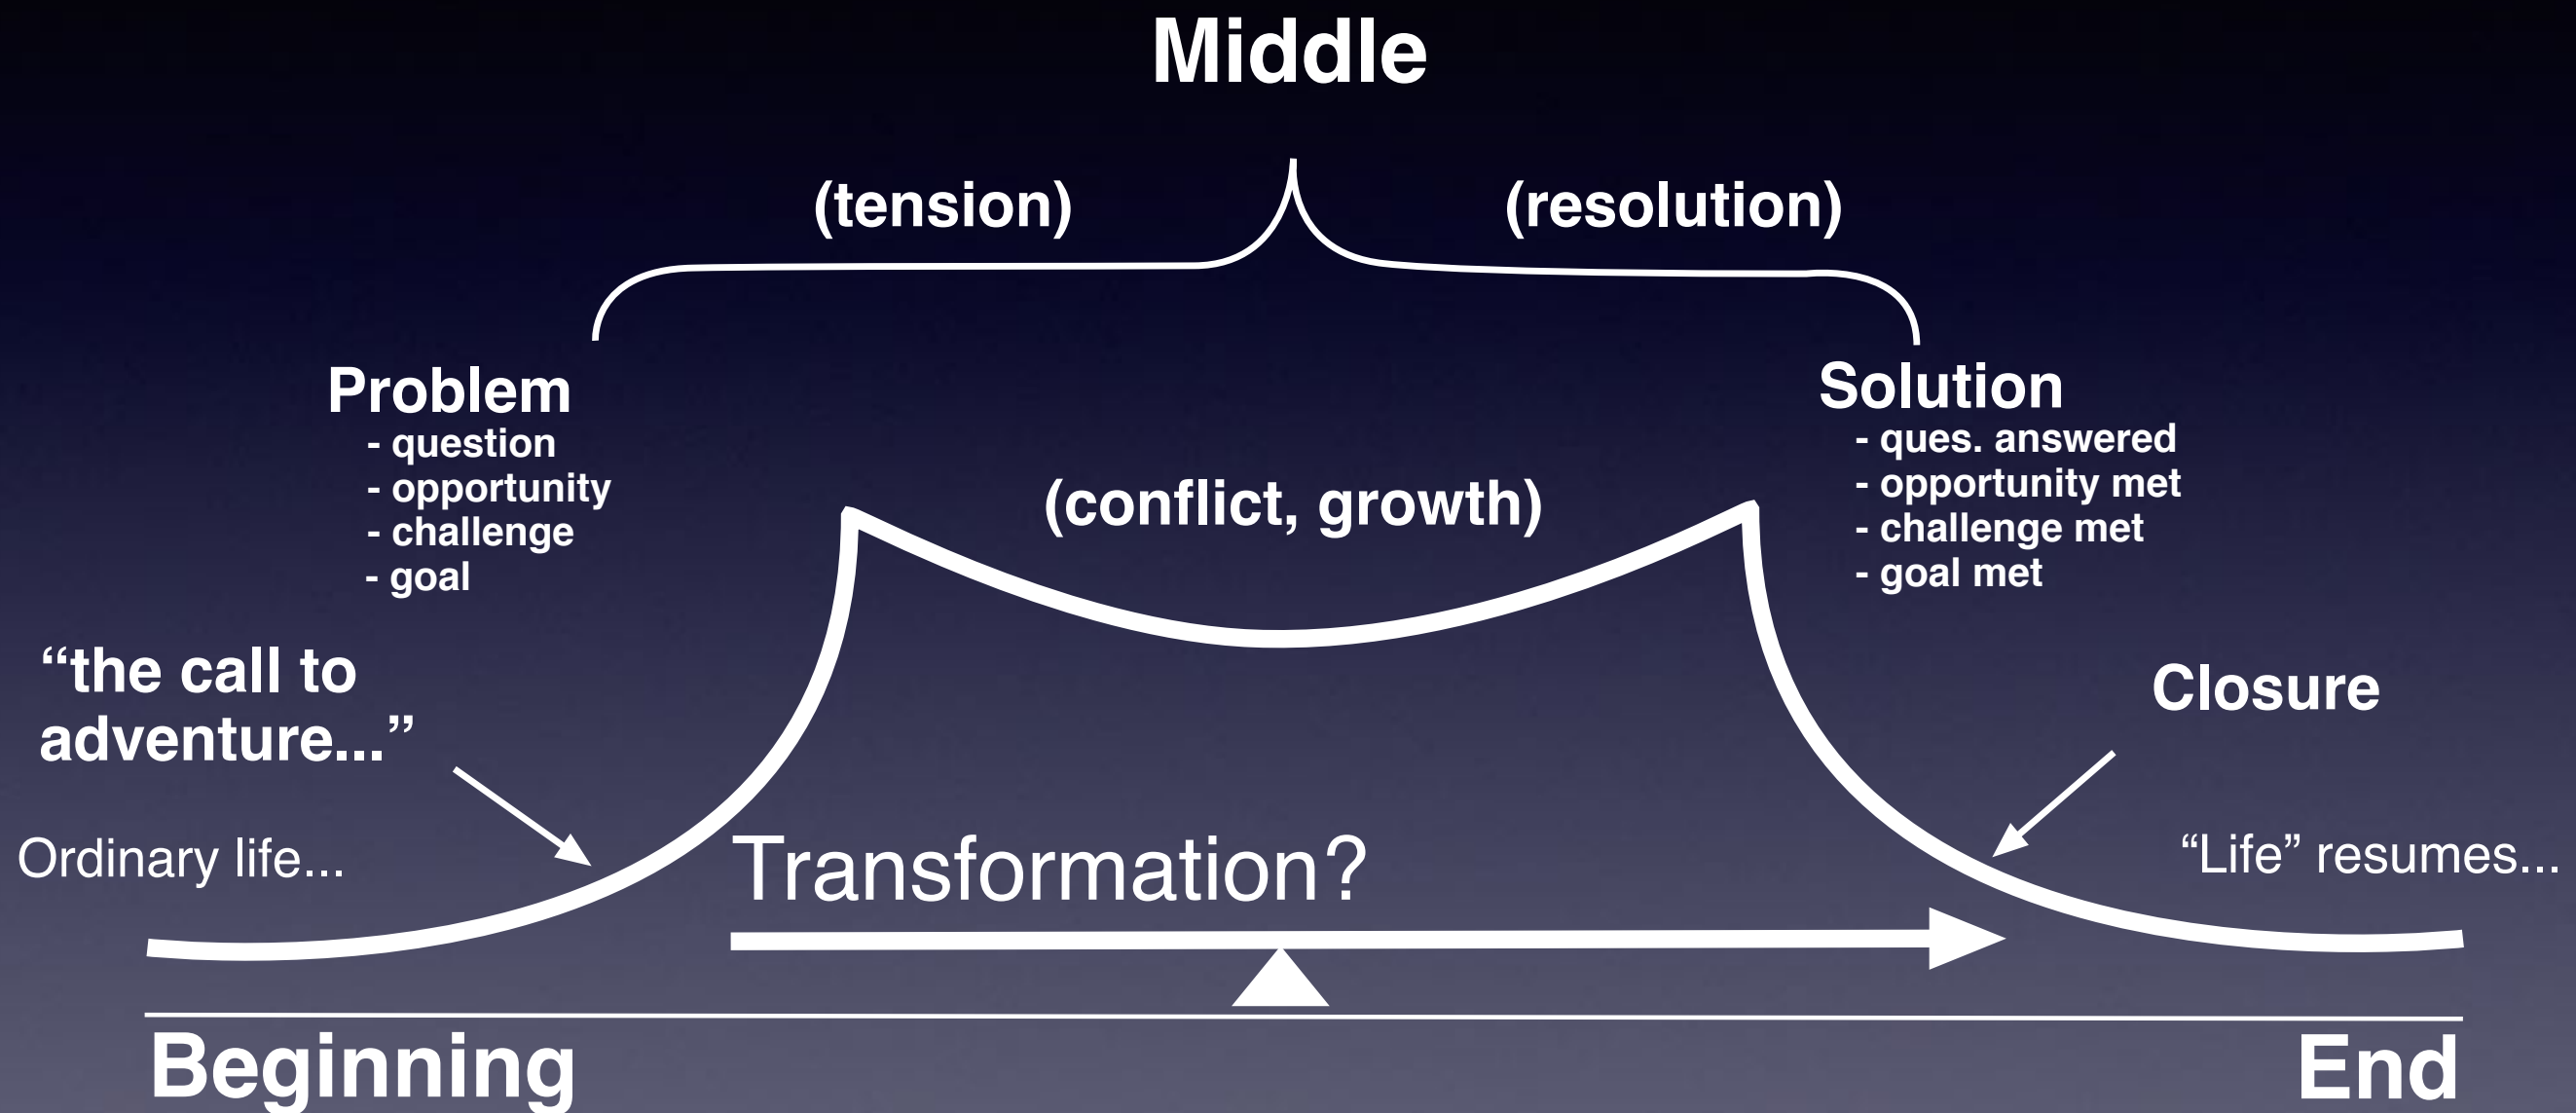 Middle
(tension)
(resolution)
Problem
- question
- opportunity
- challenge
- goal
Solution
- ques. answered
- opportunity met
- challenge met
- goal met
(conflict, growth)
“the call to
adventure...”
Closure
Ordinary life...
Transformation?
“Life” resumes...
Beginning
End